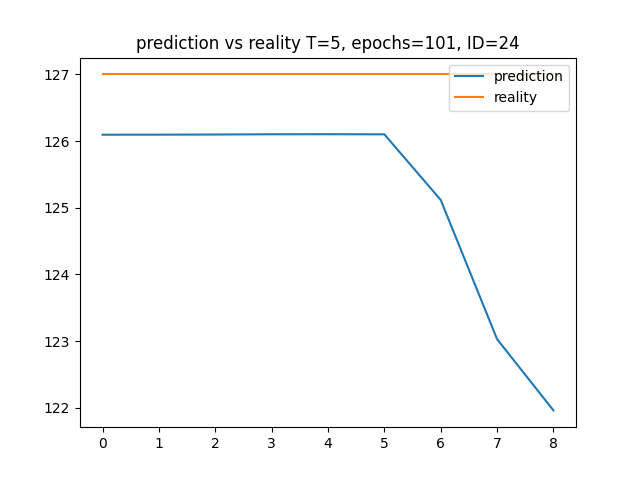 prediction vs reality T=5, epochs=101, ID=24
127
126
125
124
123
122
prediction
reality
0 1 2 3 4 5 6 7 8